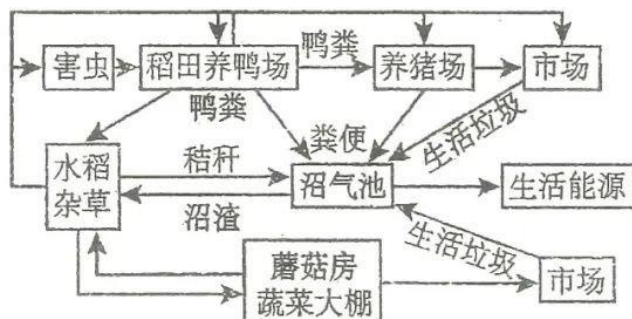 鸭粪
害虫
稻田养鸭场
养猪场
市场
鸭粪
粪便
生活垃圾
水稻
杂草
秸秆
沼气池
生活能源
沼渣
生活垃圾
蘑菇房
蔬菜大棚
市场